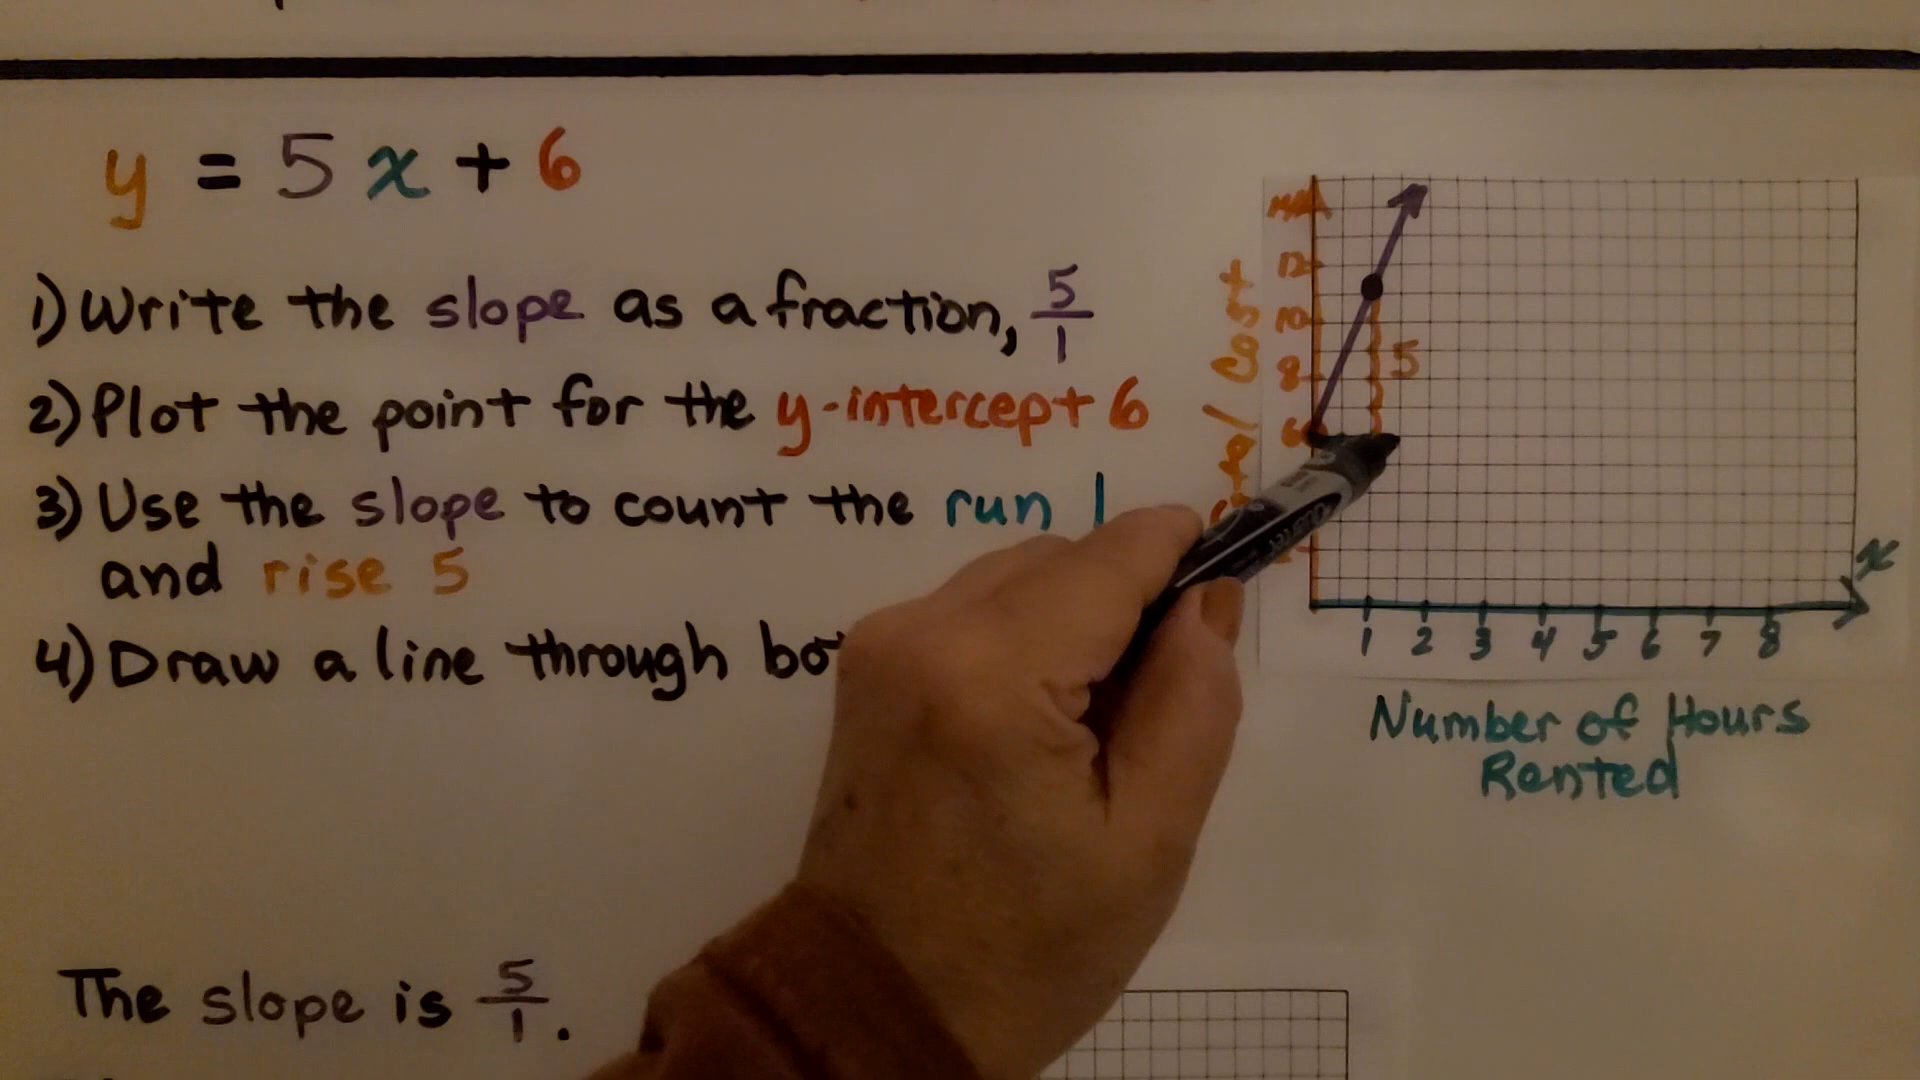 y = 5x + 6
1) Write the slope as a fraction, 5/1
2) Plot the point for the y-intercept 6
3) Use the slope to count the run 1
and rise 5
4) Draw a line through
The slope is 5/1.
Cost
12
10
8
6
5
x
1 2 3 4 5 6 7 8
Number of Hours
Rented